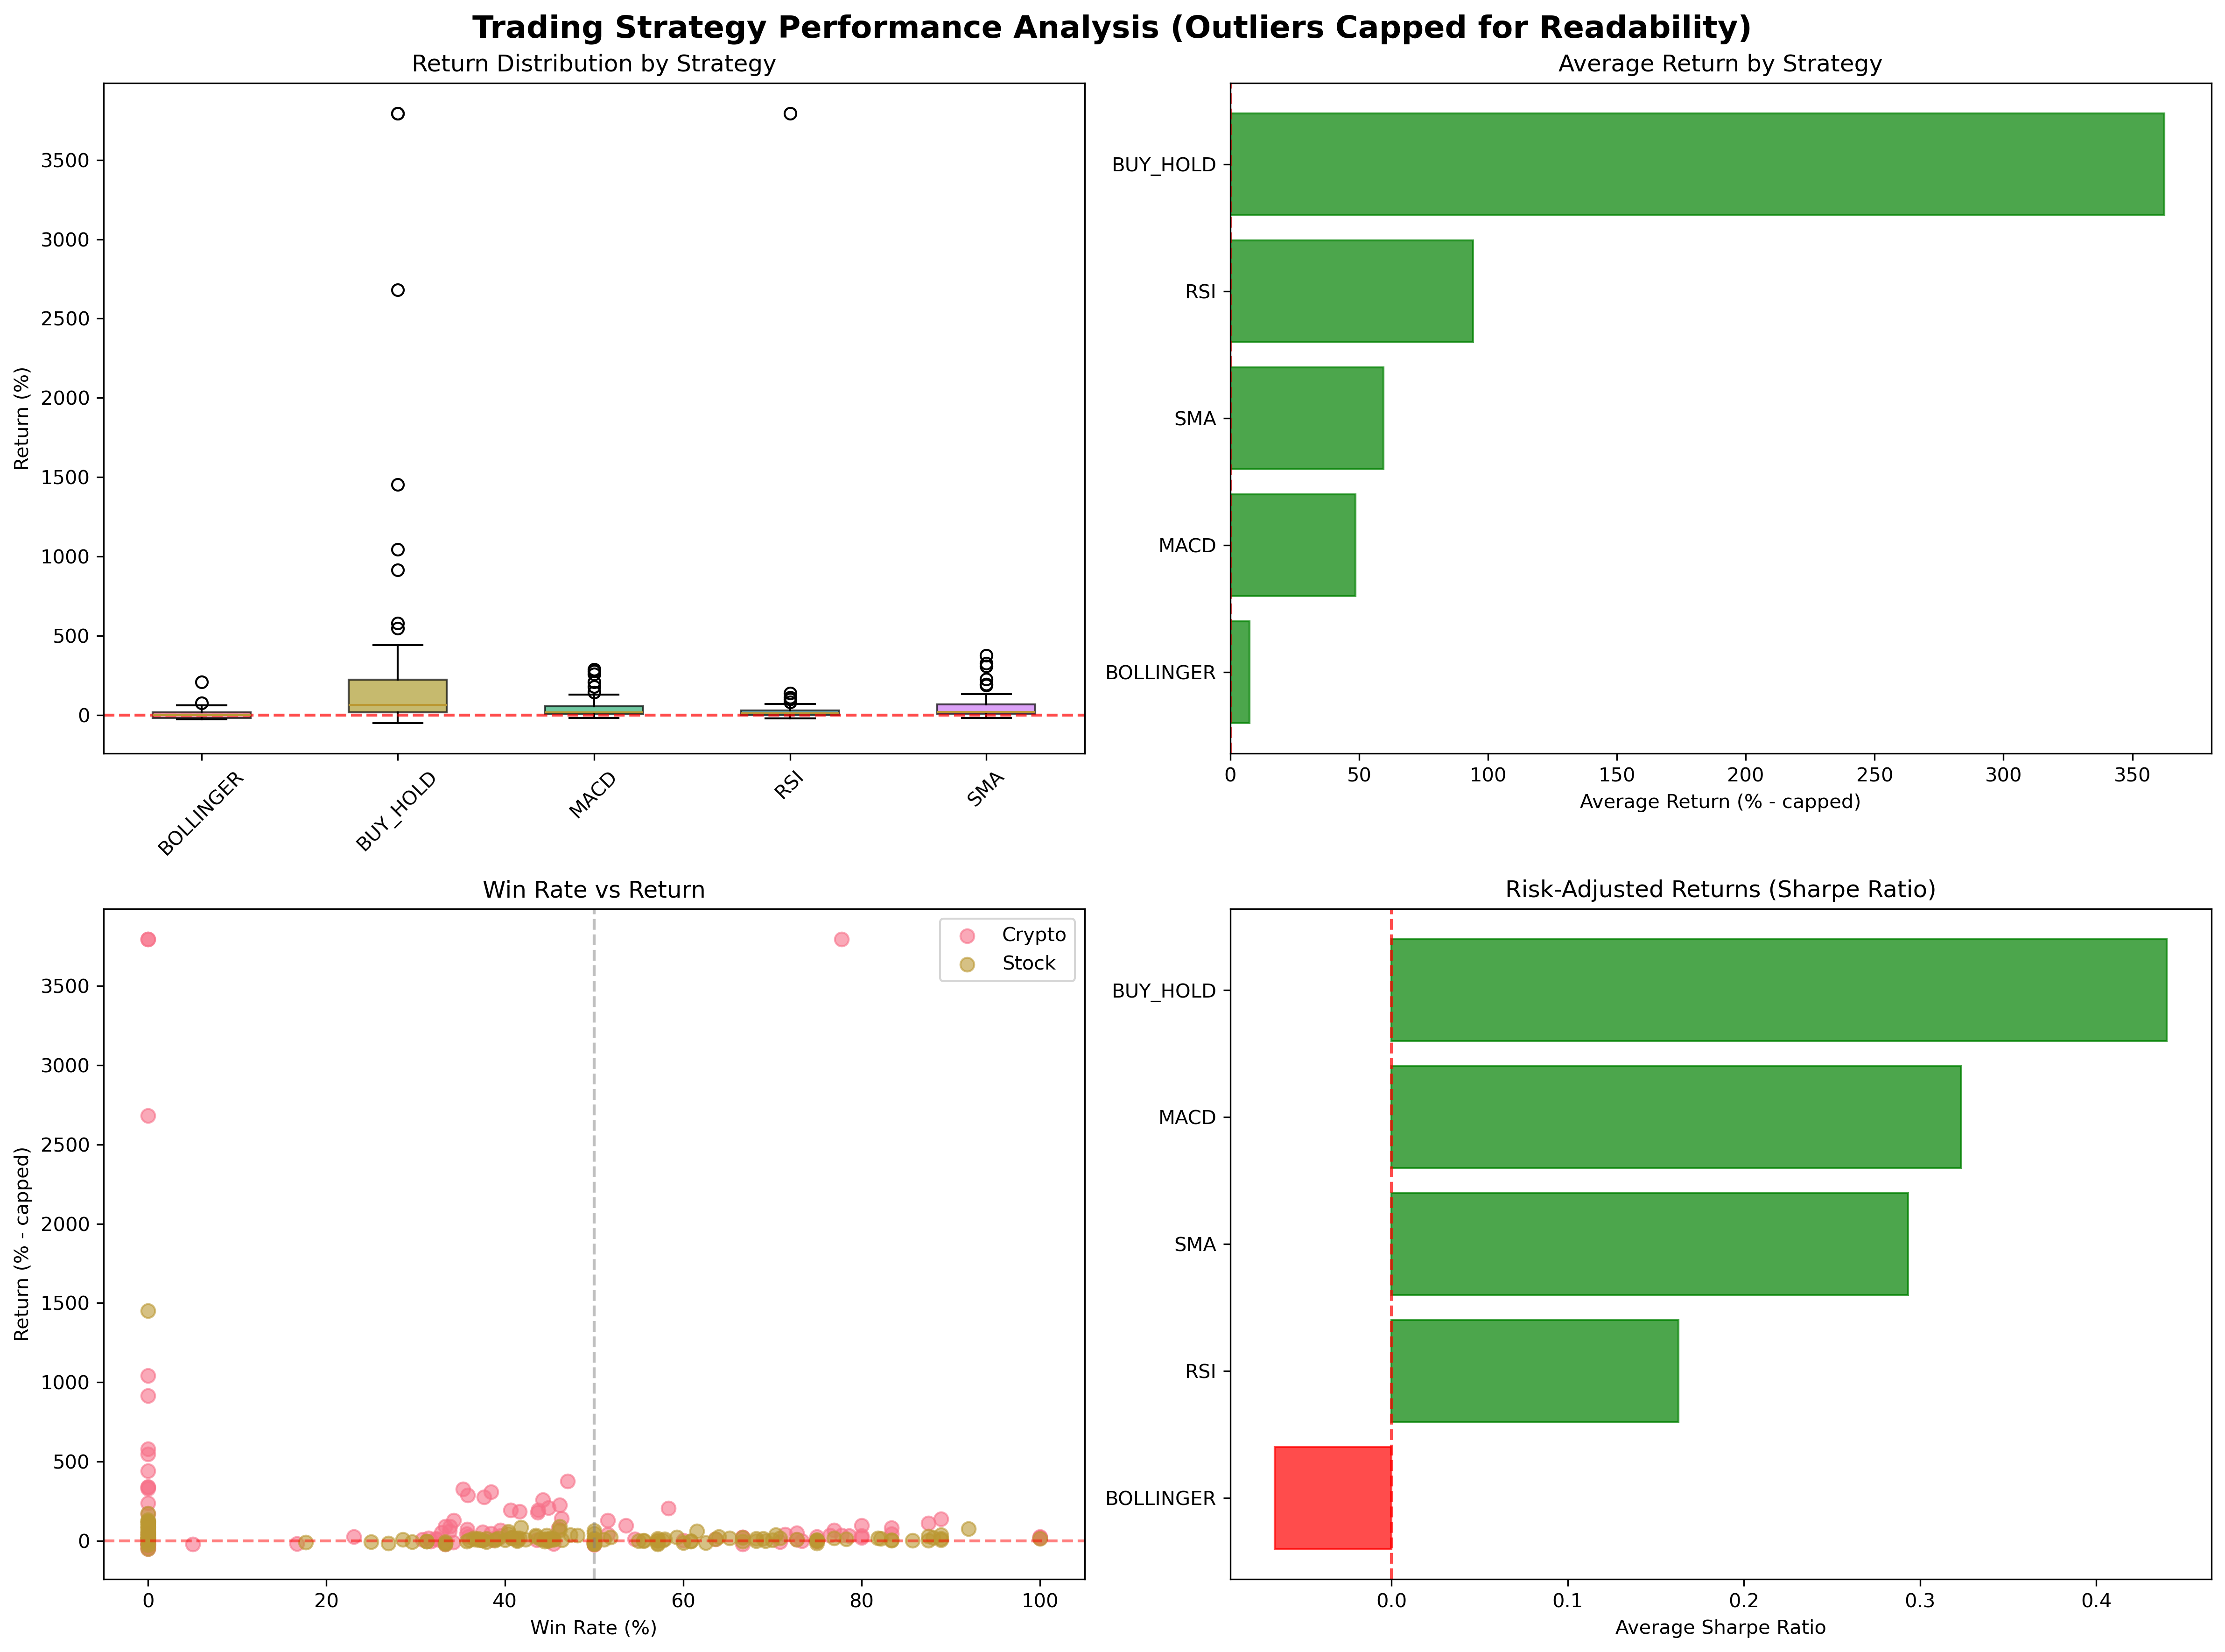 Trading Strategy Performance Analysis (Outliers Capped for Readability)
Return Distribution by Strategy
Return (%)
3500
3000
2500
2000
1500
1000
500
0
BOLLINGER
BUY_HOLD
MACD
RSI
SMA
Average Return by Strategy
BUY_HOLD
RSI
SMA
MACD
BOLLINGER
0 50 100 150 200 250 300 350
Average Return (% - capped)
Win Rate vs Return
Crypto
Stock
Return (% - capped)
3500
3000
2500
2000
1500
1000
500
0
0 20 40 60 80 100
Win Rate (%)
Risk-Adjusted Returns (Sharpe Ratio)
BUY_HOLD
MACD
SMA
RSI
BOLLINGER
0.0 0.1 0.2 0.3 0.4
Average Sharpe Ratio